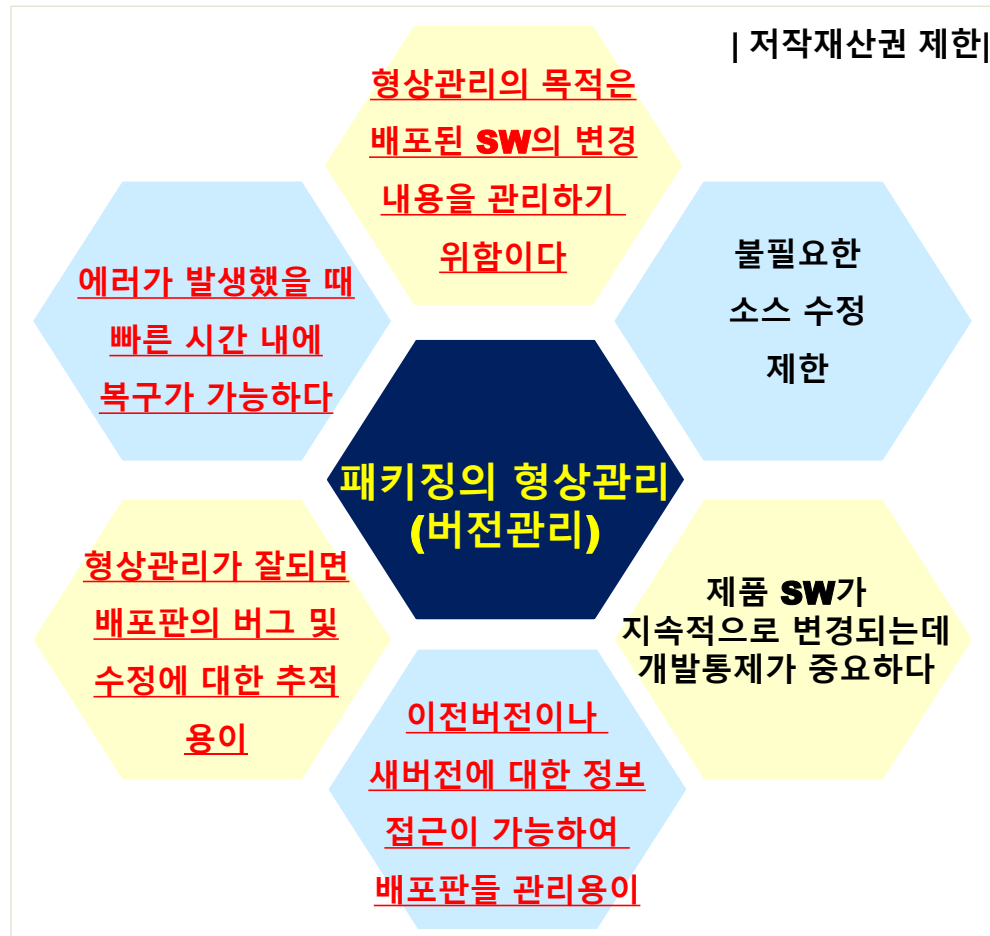 | 저작재산권 제한|
형상관리의 목적은
배포된 SW의 변경
내용을 관리하기
위함이다
불필요한
소스 수정
제한
에러가 발생했을 때
빠른 시간 내에
복구가 가능하다
패키징의 형상관리
(버전관리)
형상관리가 잘되면
배포판의 버그 및
수정에 대한 추적
용이
제품 SW가
지속적으로 변경되는데
개발통제가 중요하다
이전버전이나
새버전에 대한 정보
접근이 가능하여
배포판들 관리용이